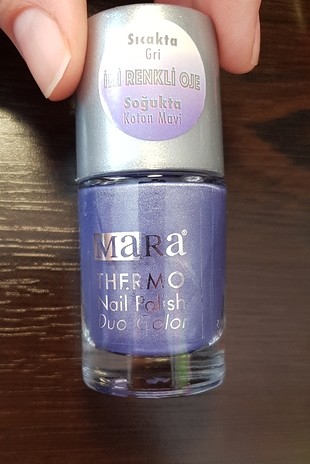 Sıcakta
Gri
İKİ RENKLİ OJE
Soğukta
Koton Mavi
MaRa®
THERMO
Nail Polish
Duo Color